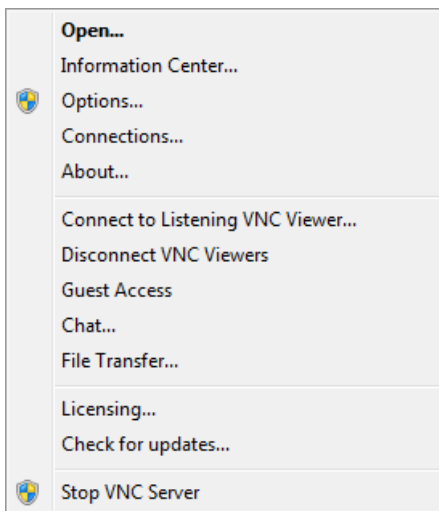 Open...
Information Center...
Options...
Connections...
About...
Connect to Listening VNC Viewer...
Disconnect VNC Viewers
Guest Access
Chat...
File Transfer...
Licensing...
Check for updates...
Stop VNC Server